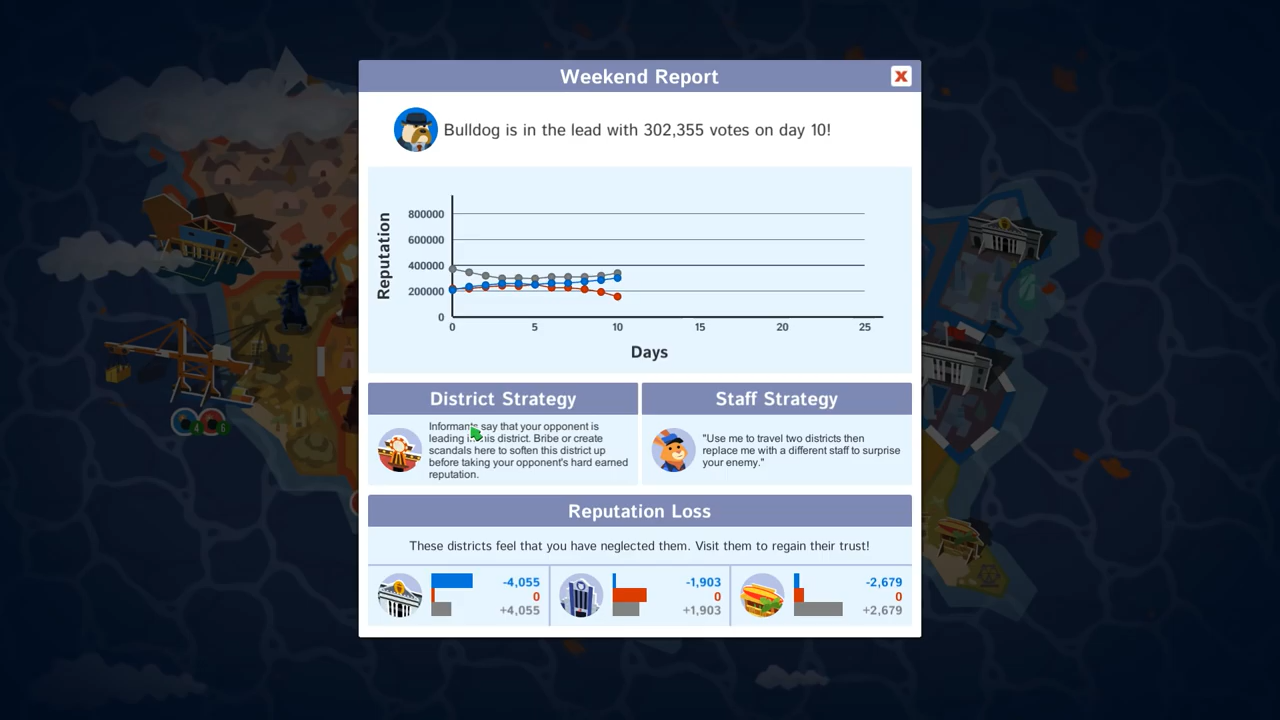 Weekend Report
X
Bulldog is in the lead with 302,355 votes on day 10!
Reputation
800000
600000
400000
200000
0
0 5 10 15 20 25
Days
District Strategy
Informants say that your opponent is
leading in this district. Bribe or create
scandals here to soften this district up
before taking your opponent's hard earned
reputation.
Staff Strategy
"Use me to travel two districts then
replace me with a different staff to surprise
your enemy."
Reputation Loss
These districts feel that you have neglected them. Visit them to regain their trust!
-4,055
0
+4,055
-1,903
0
+1,903
-2,679
0
+2,679
4 6